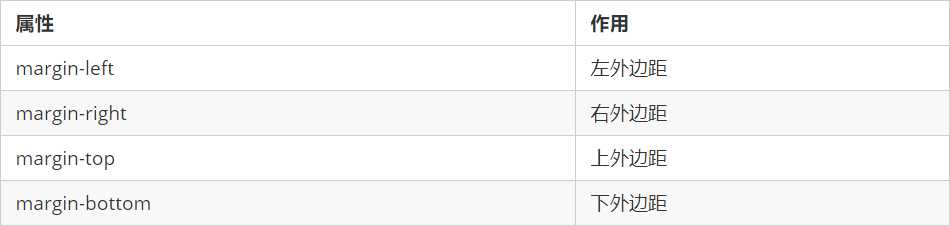 属性 作用
margin-left 左外边距
margin-right 右外边距
margin-top 上外边距
margin-bottom 下外边距